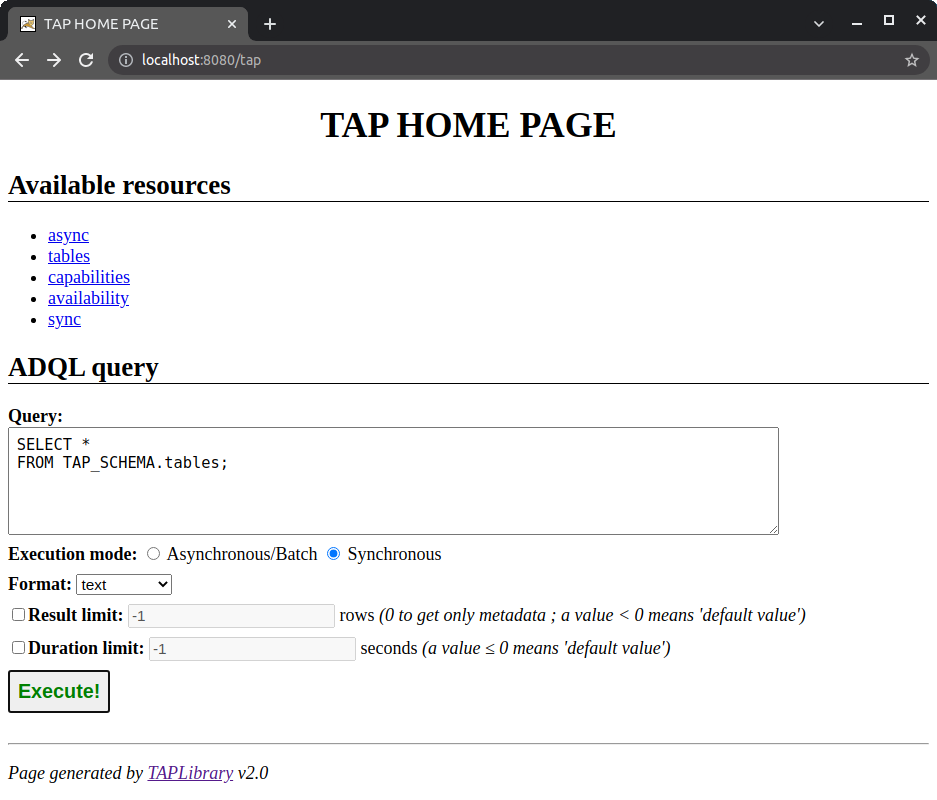 TAP HOME PAGE
localhost:8080/tap
TAP HOME PAGE
Available resources
async
tables
capabilities
availability
sync
ADQL query
Query:
SELECT *
FROM TAP_SCHEMA.tables;
Execution mode: Asynchronous/Batch Synchronous
Format: text
Result limit: -1 rows (0 to get only metadata ; a value < 0 means 'default value')
Duration limit: -1 seconds (a value ≤ 0 means 'default value')
Execute!
Page generated by TAPLibrary v2.0